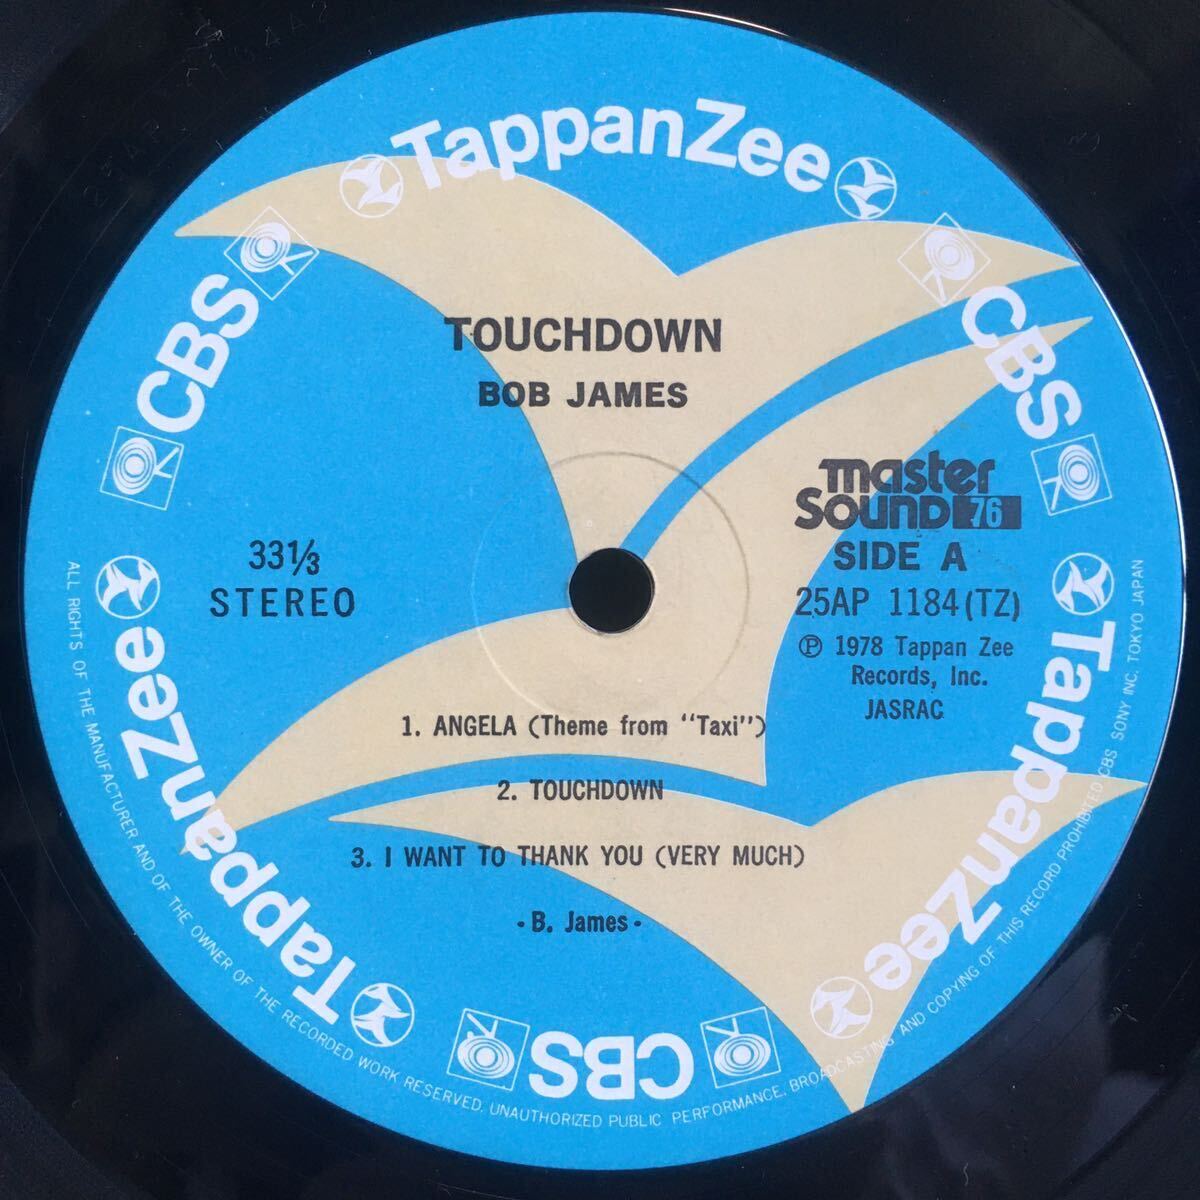 TappanZee
CBS
CBS
TOUCHDOWN
BOB JAMES
master
SOUND 76
33⅓
STEREO
SIDE A
25AP 1184(TZ)
Ⓟ 1978 Tappan Zee
Records, Inc.
JASRAC
1. ANGELA (Theme from "Taxi")
2. TOUCHDOWN
3. I WANT TO THANK YOU (VERY MUCH)
- B. James -
TappanZee
TappanZee
CBS
ALL RIGHTS OF THE MANUFACTURER AND OF THE OWNER OF THE RECORDED WORK RESERVED. UNAUTHORIZED PUBLIC PERFORMANCE, BROADCASTING AND COPYING OF THIS RECORD PROHIBITED CBS SONY INC. TOKYO JAPAN